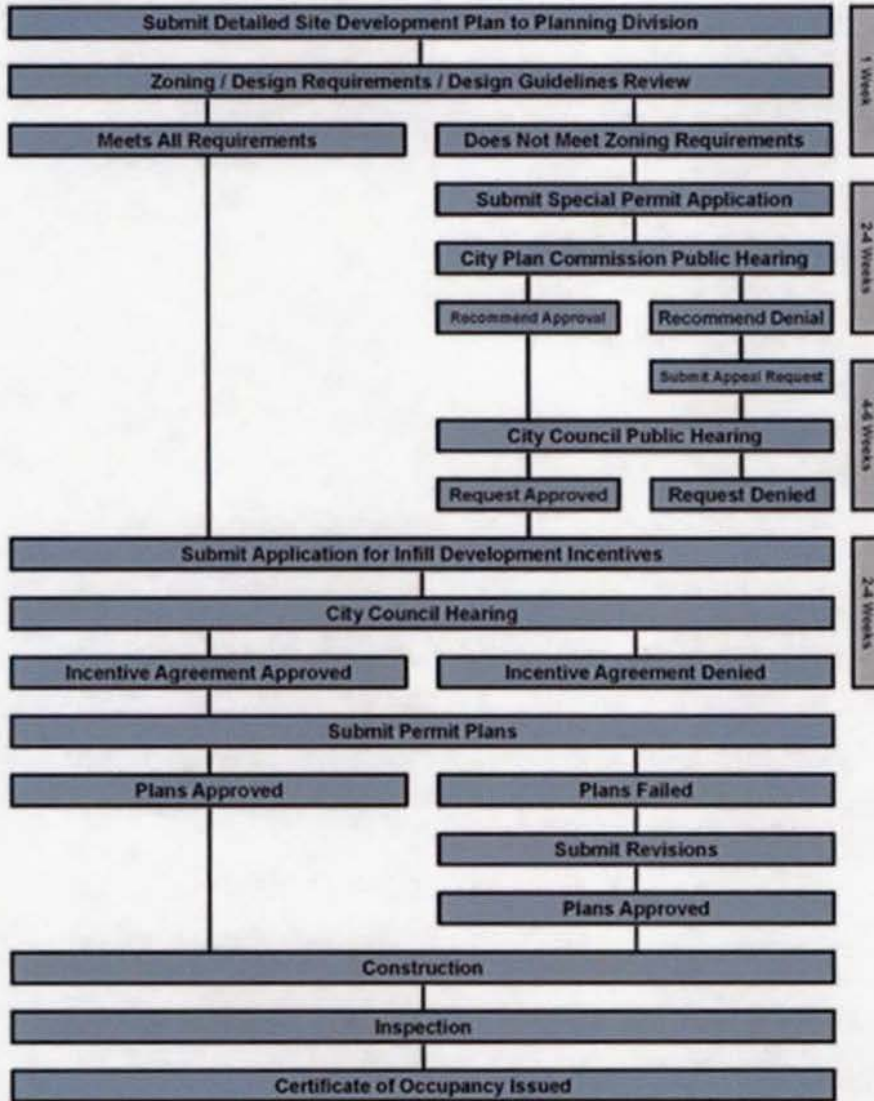 Submit Detailed Site Development Plan to Planning Division
Zoning / Design Requirements / Design Guidelines Review
Meets All Requirements
Does Not Meet Zoning Requirements
1 Week
Submit Special Permit Application
City Plan Commission Public Hearing
Recommend Approval
Recommend Denial
2-4 Weeks
Submit Appeal Request
City Council Public Hearing
Request Approved
Request Denied
4-6 Weeks
Submit Application for Infill Development Incentives
City Council Hearing
Incentive Agreement Approved
Incentive Agreement Denied
2-4 Weeks
Submit Permit Plans
Plans Approved
Plans Failed
Submit Revisions
Plans Approved
Construction
Inspection
Certificate of Occupancy Issued